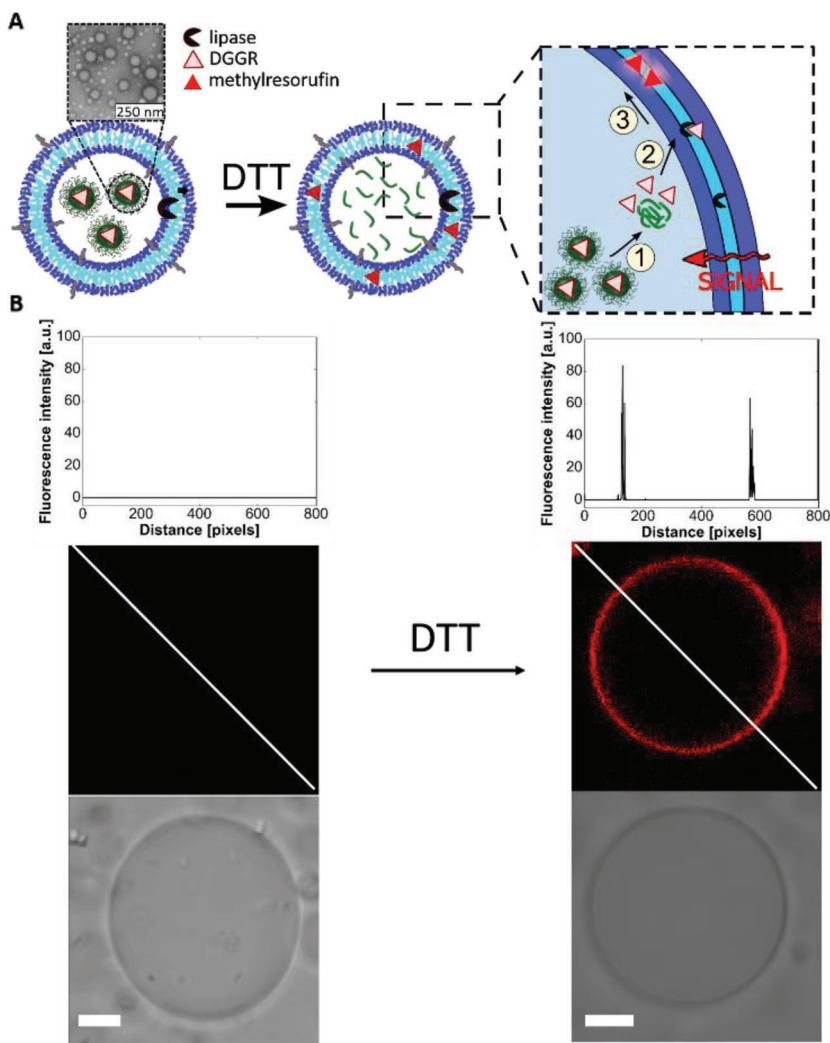 A
lipase
DGGR
methylresorufin
250 nm
DTT
1
2
3
SIGNAL
B
Fluorescence intensity [a.u.]
100
80
60
40
20
0
0 200 400 600 800
Distance [pixels]
Fluorescence intensity [a.u.]
100
80
60
40
20
0
0 200 400 600 800
Distance [pixels]
DTT